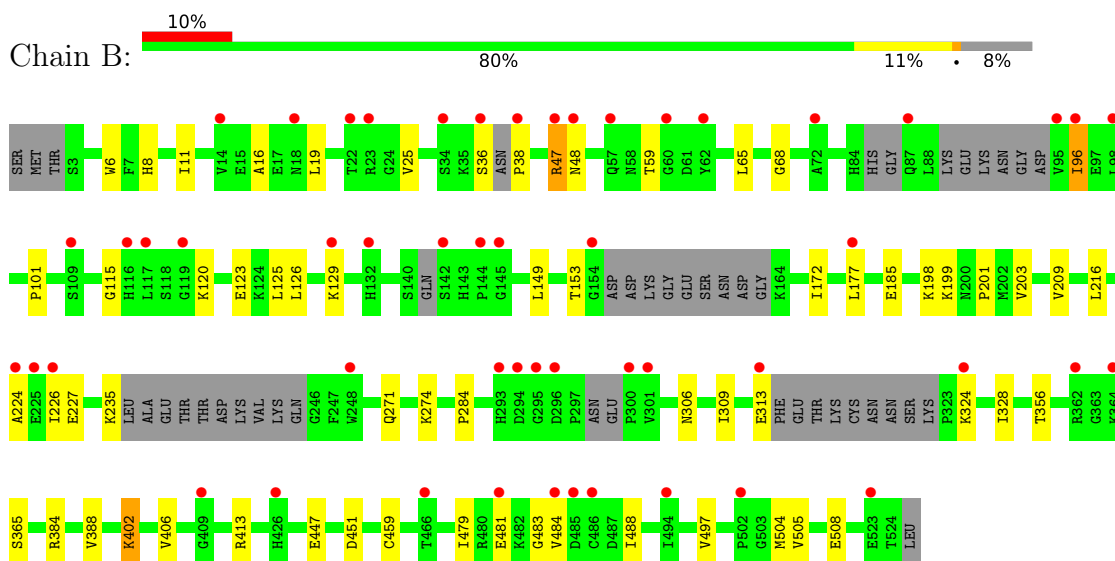 10%
Chain B:
80% 11% • 8%
SER MET THR S3 W6 F7 H8 I11 V14 E15 A16 E17 N18 L19 T22 R23 G24 V25 S34 K35 S36 ASN P38 R47 N48 Q57 N58 T59 G60 D61 Y62 L65 G68 A72 H84 HIS GLY Q87 L88 LYS GLU LYS ASN GLY ASP V95 I96 E97 L98
P101 S109 G115 H116 L117 S118 G119 K120 E123 K124 L125 L126 K129 H132 S140 GLN S142 H143 P144 G145 L149 T153 G154 ASP ASP LYS GLY GLU SER ASN ASP GLY K164 I172 L177 E185 K198 K199 N200 P201 M202 V203 V209 L216
A224 E225 I226 E227 K235 LEU ALA GLU THR THR ASP LYS VAL LYS GLN G246 F247 W248 Q271 K274 P284 H293 D294 G295 D296 P297 ASN GLU P300 V301 N306 I309 E313 PHE GLU THR LYS CYS ASN ASN SER LYS P323 K324 I328 T356 R362 G363 K364
S365 R384 V388 K402 V406 G409 R413 H426 E447 D451 C459 T466 I479 R480 E481 K482 G483 V484 D485 C486 D487 I488 I494 V497 P502 G503 M504 V505 E508 E523 T524 LEU